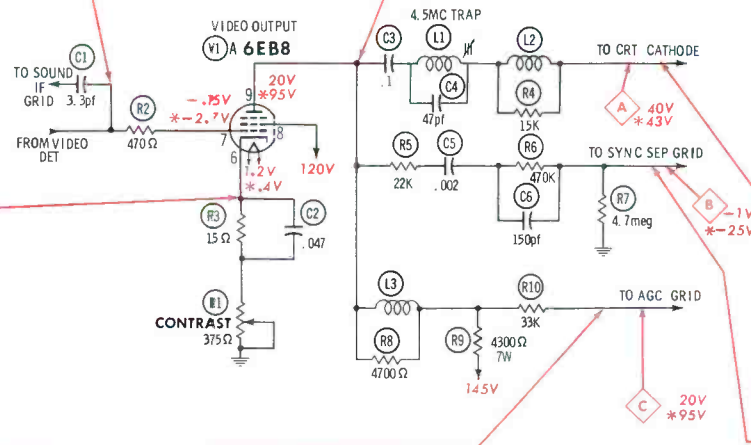 4.5MC TRAP
VIDEO OUTPUT
V1 A 6EB8
C1
C3
L1
L2
TO CRT CATHODE
TO SOUND
IF
GRID
3.3pf
.1
C4
47pf
R4
15K
A
40V
*43V
20V
*95V
9
-.75V
*-2.7V
R2
7
8
FROM VIDEO
DET
470Ω
6
120V
1.2V
*.4V
R5
22K
C5
.002
R6
470K
TO SYNC SEP GRID
C6
150pf
R7
4.7meg
B
-1V
*-25V
R3
15Ω
C2
.047
R1
CONTRAST
375Ω
L3
R8
4700Ω
R9
4300Ω
7W
145V
R10
33K
TO AGC GRID
C
20V
*95V